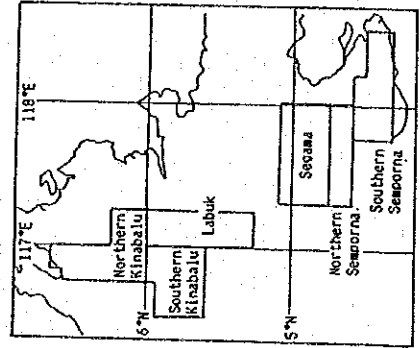 117°E
118°E
6°N
5°N
Northern
Kinabalu
Southern
Kinabalu
Labuk
Segama
Northern
Semporna
Southern
Semporna